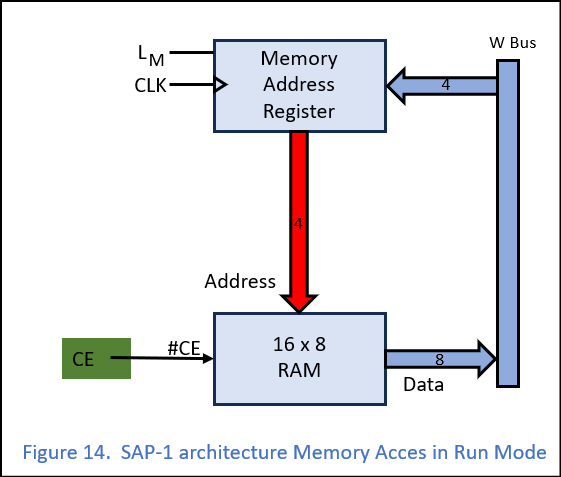 W Bus
L M
CLK
Memory
Address
Register
4
4
Address
16 x 8
RAM
CE
#CE
8
Data
Figure 14. SAP-1 architecture Memory Acces in Run Mode